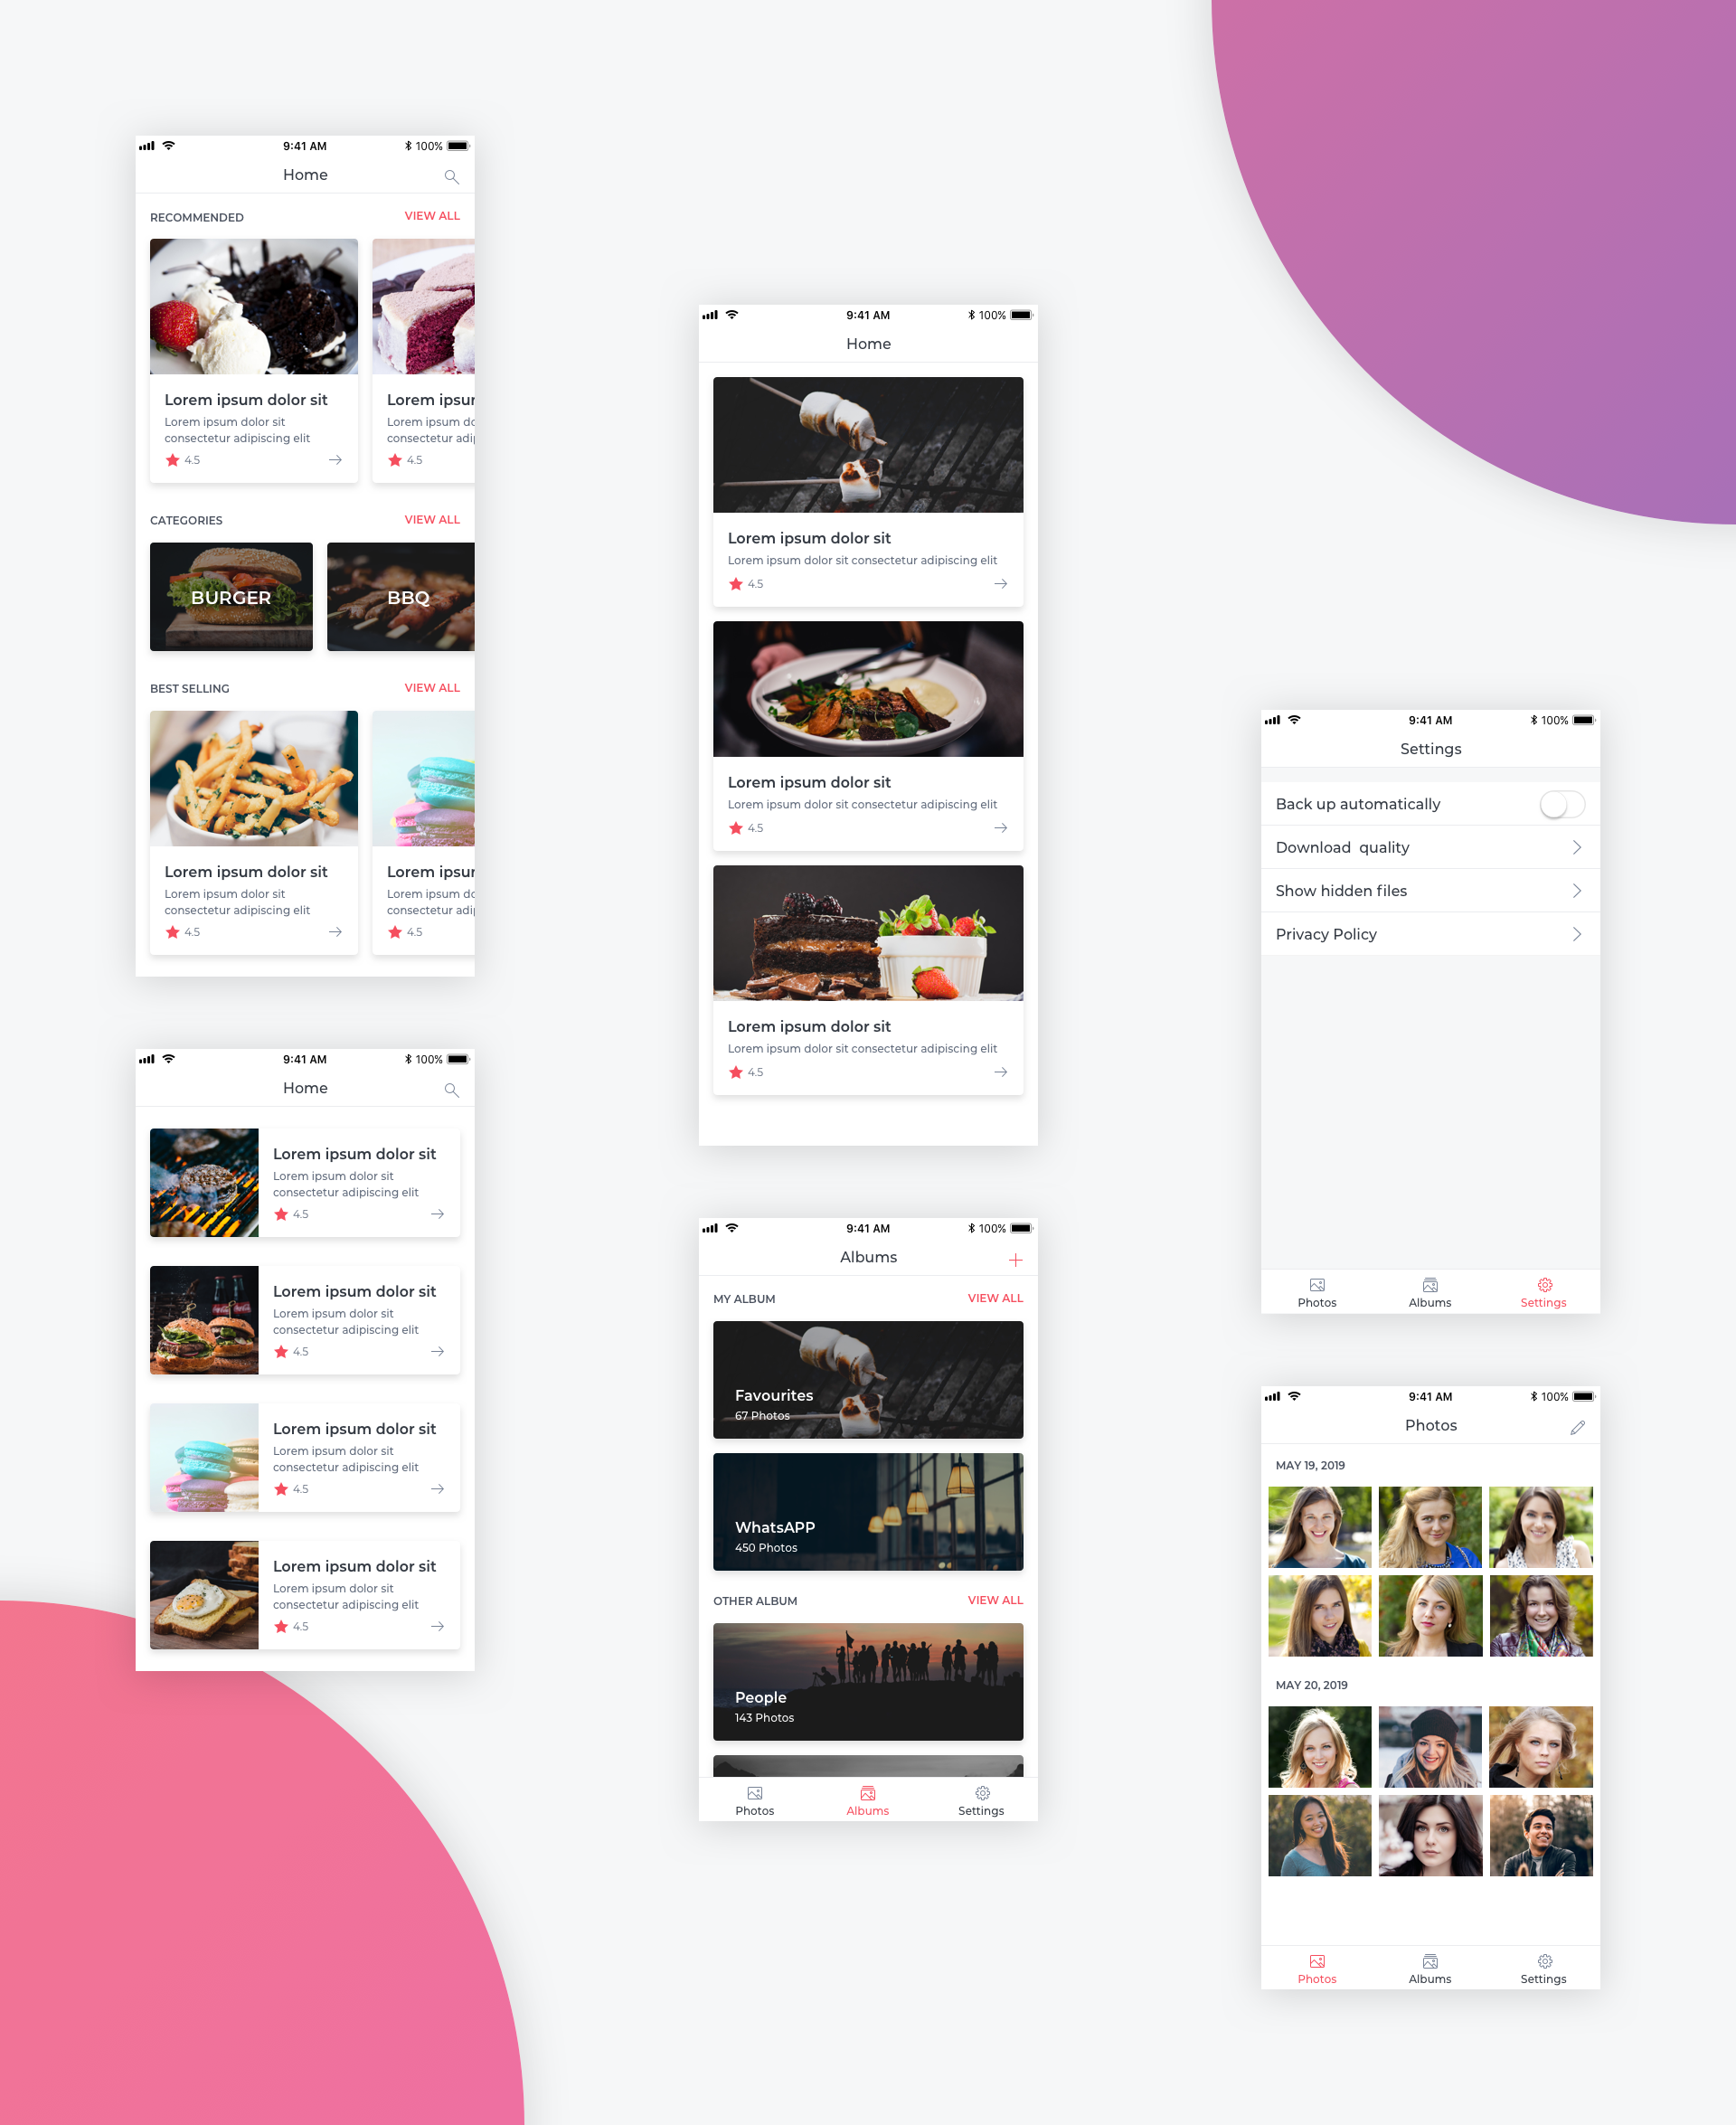 9:41 AM
100%
Home
RECOMMENDED
VIEW ALL
Lorem ipsum dolor sit
Lorem ipsum dolor sit
consectetur adipiscing elit
4.5
Lorem ipsu
Lorem ipsum do
consectetur adip
4.5
CATEGORIES
VIEW ALL
BURGER
BBQ
BEST SELLING
VIEW ALL
Lorem ipsum dolor sit
Lorem ipsum dolor sit
consectetur adipiscing elit
4.5
Lorem ipsu
Lorem ipsum do
consectetur adip
4.5
9:41 AM
100%
Home
Lorem ipsum dolor sit
Lorem ipsum dolor sit
consectetur adipiscing elit
4.5
Lorem ipsum dolor sit
Lorem ipsum dolor sit
consectetur adipiscing elit
4.5
Lorem ipsum dolor sit
Lorem ipsum dolor sit
consectetur adipiscing elit
4.5
Lorem ipsum dolor sit
Lorem ipsum dolor sit
consectetur adipiscing elit
4.5
9:41 AM
100%
Home
Lorem ipsum dolor sit
Lorem ipsum dolor sit consectetur adipiscing elit
4.5
Lorem ipsum dolor sit
Lorem ipsum dolor sit consectetur adipiscing elit
4.5
Lorem ipsum dolor sit
Lorem ipsum dolor sit consectetur adipiscing elit
4.5
9:41 AM
100%
Albums
MY ALBUM
VIEW ALL
Favourites
67 Photos
WhatsAPP
450 Photos
OTHER ALBUM
VIEW ALL
People
143 Photos
Photos
Albums
Settings
9:41 AM
100%
Settings
Back up automatically
Download quality
Show hidden files
Privacy Policy
Photos
Albums
Settings
9:41 AM
100%
Photos
MAY 19, 2019
MAY 20, 2019
Photos
Albums
Settings